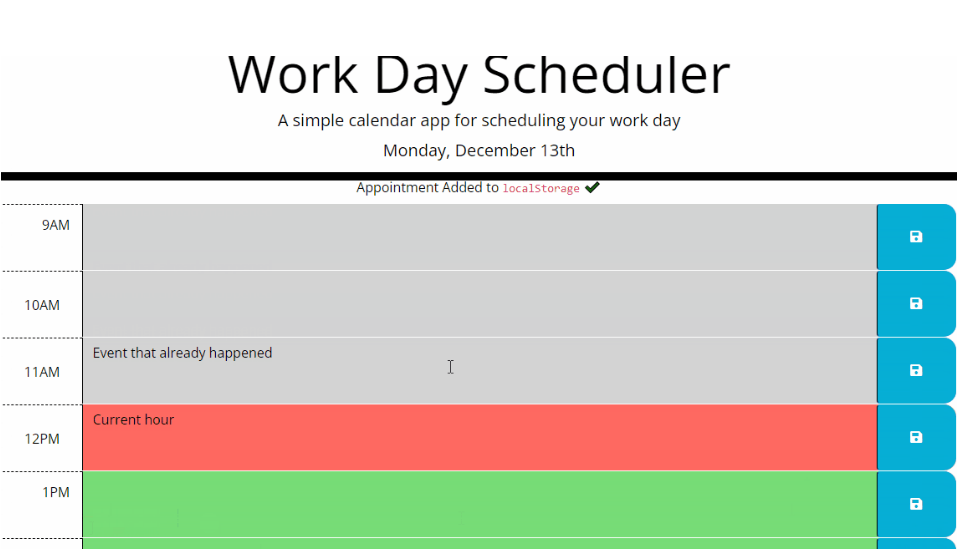 Work Day Scheduler
A simple calendar app for scheduling your work day
Monday, December 13th
Appointment Added to localStorage ✔
9AM
10AM
Event that already happened
11AM
Current hour
12PM
1PM